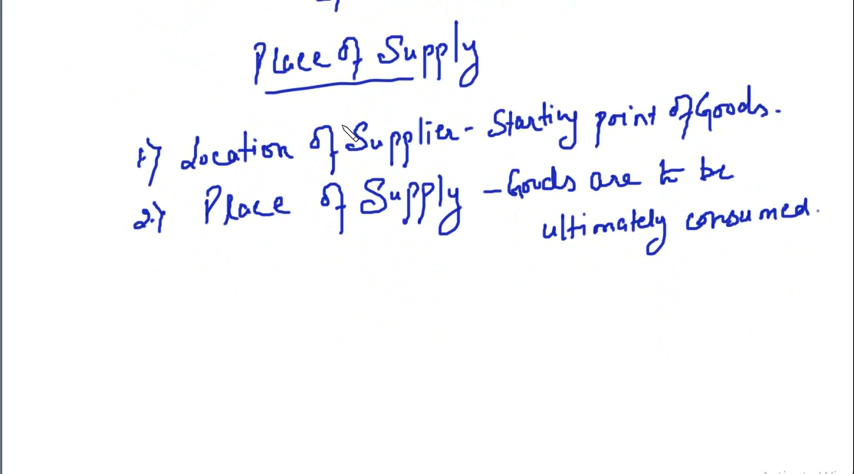 Place of Supply
1.) Location of Supplier - Starting point of Goods.
2.) Place of Supply - Goods are to be
ultimately consumed.